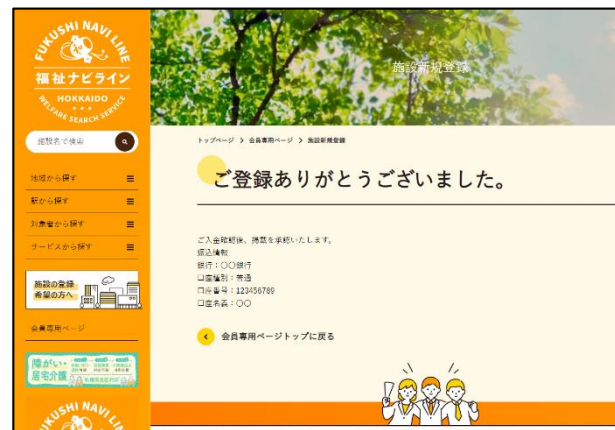 FUKUSHI NAVI LINE
福祉ナビライン
HOKKAIDO
WELFARE SEARCH SERVICE
施設名で検索
地域から探す
駅から探す
対象者から探す
サービスから探す
施設の登録
希望の方へ
会員専用ページ
障がい・
居宅介護
FUKUSHI NAVI LINE
施設新規登録
トップページ > 会員専用ページ > 施設新規登録
ご登録ありがとうございました。
ご入金確認後、掲載を承認いたします。
振込情報
銀行:〇〇銀行
口座種別:普通
口座番号:123456789
口座名義:〇〇
会員専用ページトップに戻る